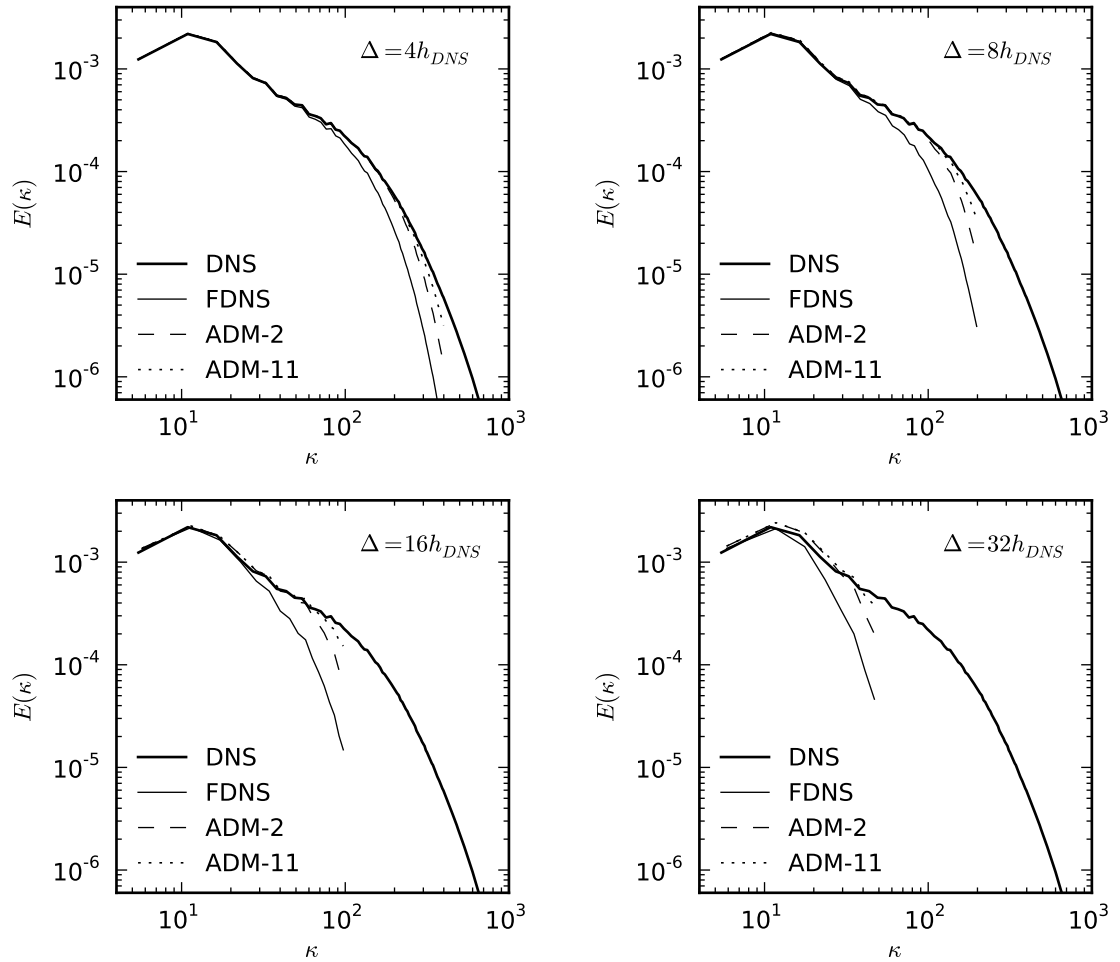 Δ = 4h_DNS
10^-3
10^-4
10^-5
10^-6
E(κ)
DNS
FDNS
ADM-2
ADM-11
10^1
10^2
10^3
κ
Δ = 8h_DNS
10^-3
10^-4
10^-5
10^-6
E(κ)
DNS
FDNS
ADM-2
ADM-11
10^1
10^2
10^3
κ
Δ = 16h_DNS
10^-3
10^-4
10^-5
10^-6
E(κ)
DNS
FDNS
ADM-2
ADM-11
10^1
10^2
10^3
κ
Δ = 32h_DNS
10^-3
10^-4
10^-5
10^-6
E(κ)
DNS
FDNS
ADM-2
ADM-11
10^1
10^2
10^3
κ